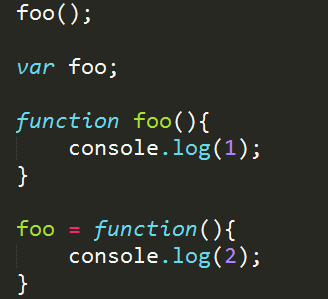 foo();
var foo;
function foo(){
    console.log(1);
}
foo = function(){
    console.log(2);
}